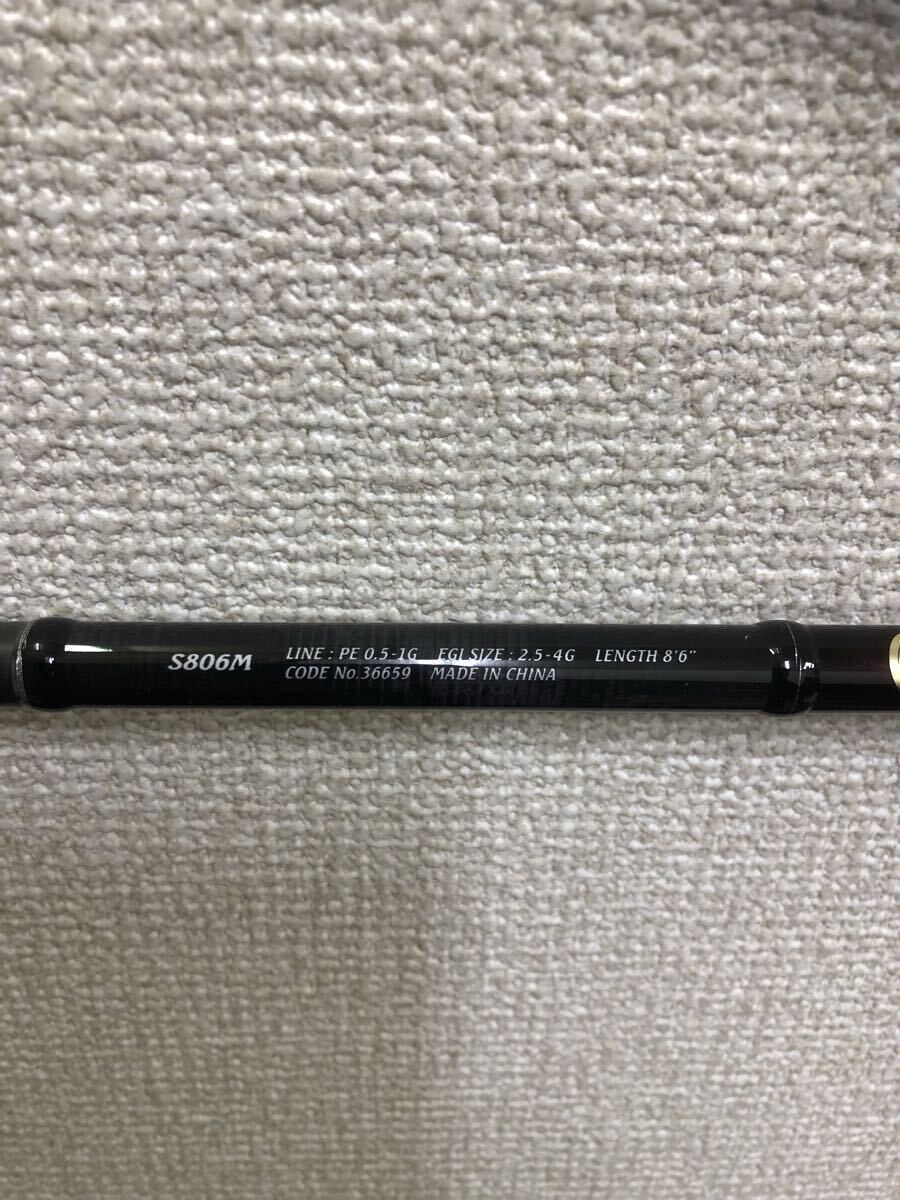 S806M
LINE : PE 0.5-1G EGI SIZE : 2.5-4G LENGTH 8'6"
CODE No.36659 MADE IN CHINA